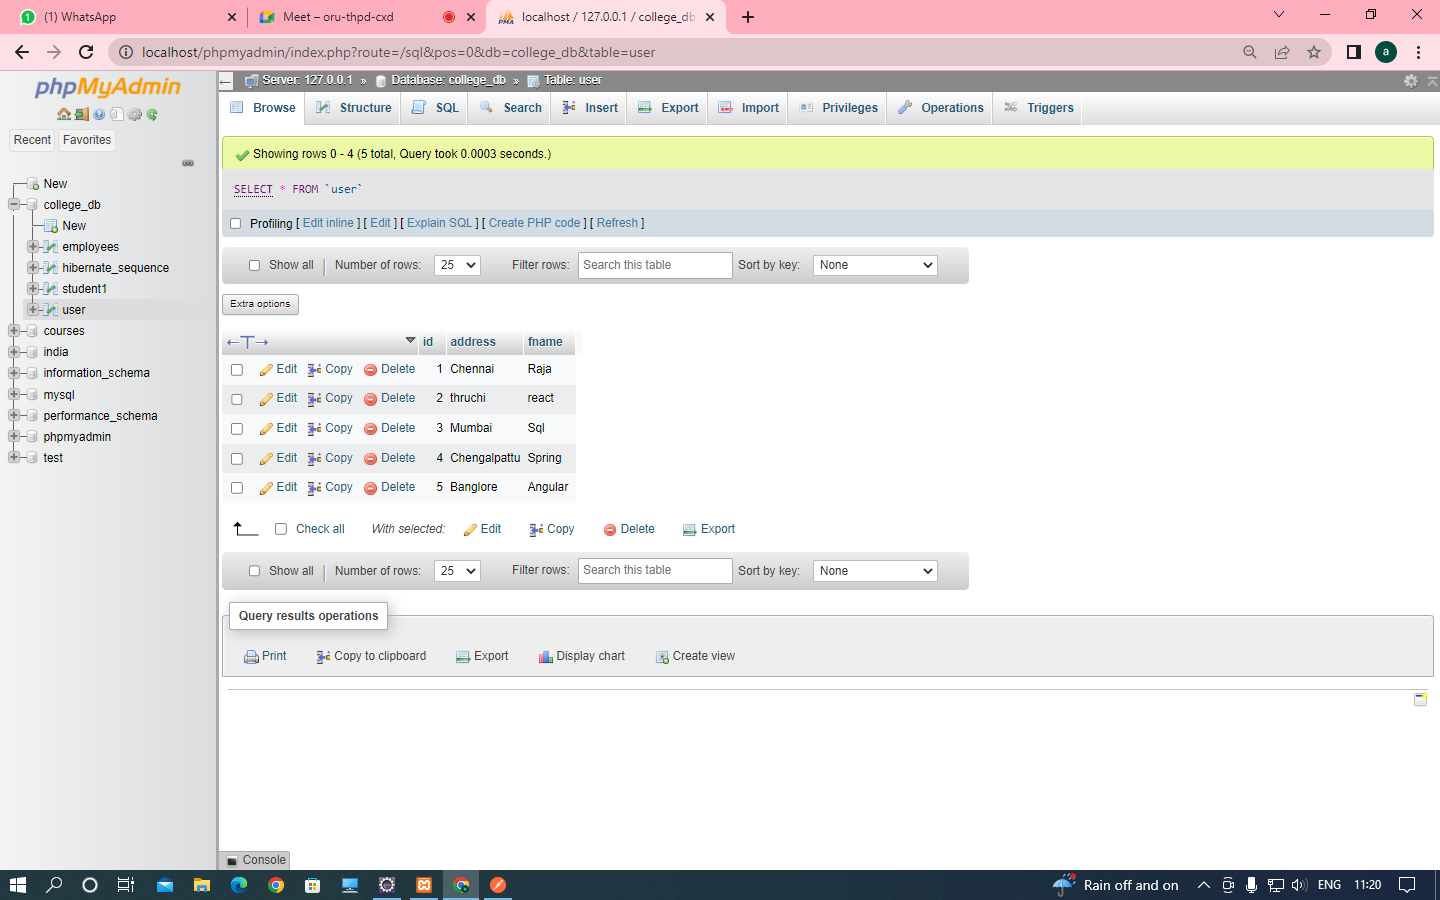 (1) WhatsApp
Meet – oru-thpd-cxd
localhost / 127.0.0.1 / college_db
localhost/phpmyadmin/index.php?route=/sql&pos=0&db=college_db&table=user
a
phpMyAdmin
Recent Favorites
New
college_db
New
employees
hibernate_sequence
student1
user
courses
india
information_schema
mysql
performance_schema
phpmyadmin
test
Server: 127.0.0.1 » Database: college_db » Table: user
Browse Structure SQL Search Insert Export Import Privileges Operations Triggers
Showing rows 0 - 4 (5 total, Query took 0.0003 seconds.)
SELECT * FROM `user`
Profiling [ Edit inline ] [ Edit ] [ Explain SQL ] [ Create PHP code ] [ Refresh ]
Show all Number of rows: 25 Filter rows: Search this table Sort by key: None
Extra options
←T→ id address fname
Edit Copy Delete 1 Chennai Raja
Edit Copy Delete 2 thruchi react
Edit Copy Delete 3 Mumbai Sql
Edit Copy Delete 4 Chengalpattu Spring
Edit Copy Delete 5 Banglore Angular
Check all With selected: Edit Copy Delete Export
Show all Number of rows: 25 Filter rows: Search this table Sort by key: None
Query results operations
Print Copy to clipboard Export Display chart Create view
Console
Rain off and on ENG 11:20